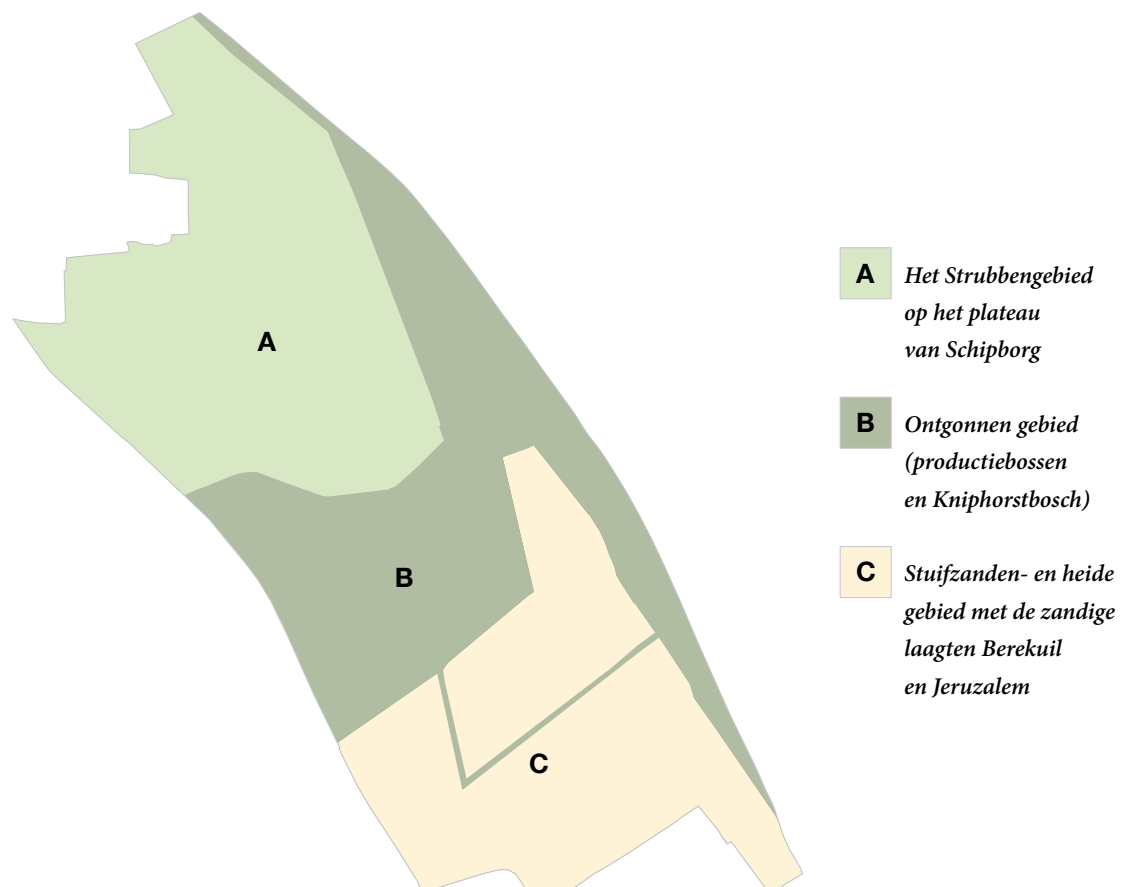 A
B
C
A
Het Strubbengebied
op het plateau
van Schipborg
B
Ontgonnen gebied
(productiebossen
en Kniphorstbosch)
C
Stuifzanden- en heide
gebied met de zandige
laagten Berekuil
en Jeruzalem